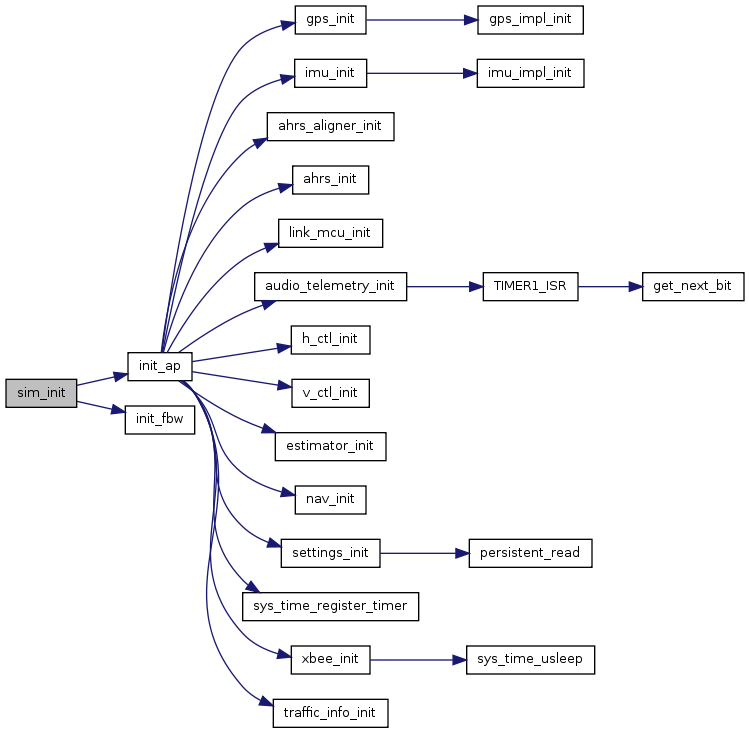 gps_init
gps_impl_init
imu_init
imu_impl_init
ahrs_aligner_init
ahrs_init
link_mcu_init
audio_telemetry_init
TIMER1_ISR
get_next_bit
h_ctl_init
init_ap
v_ctl_init
sim_init
init_fbw
estimator_init
nav_init
settings_init
persistent_read
sys_time_register_timer
xbee_init
sys_time_usleep
traffic_info_init